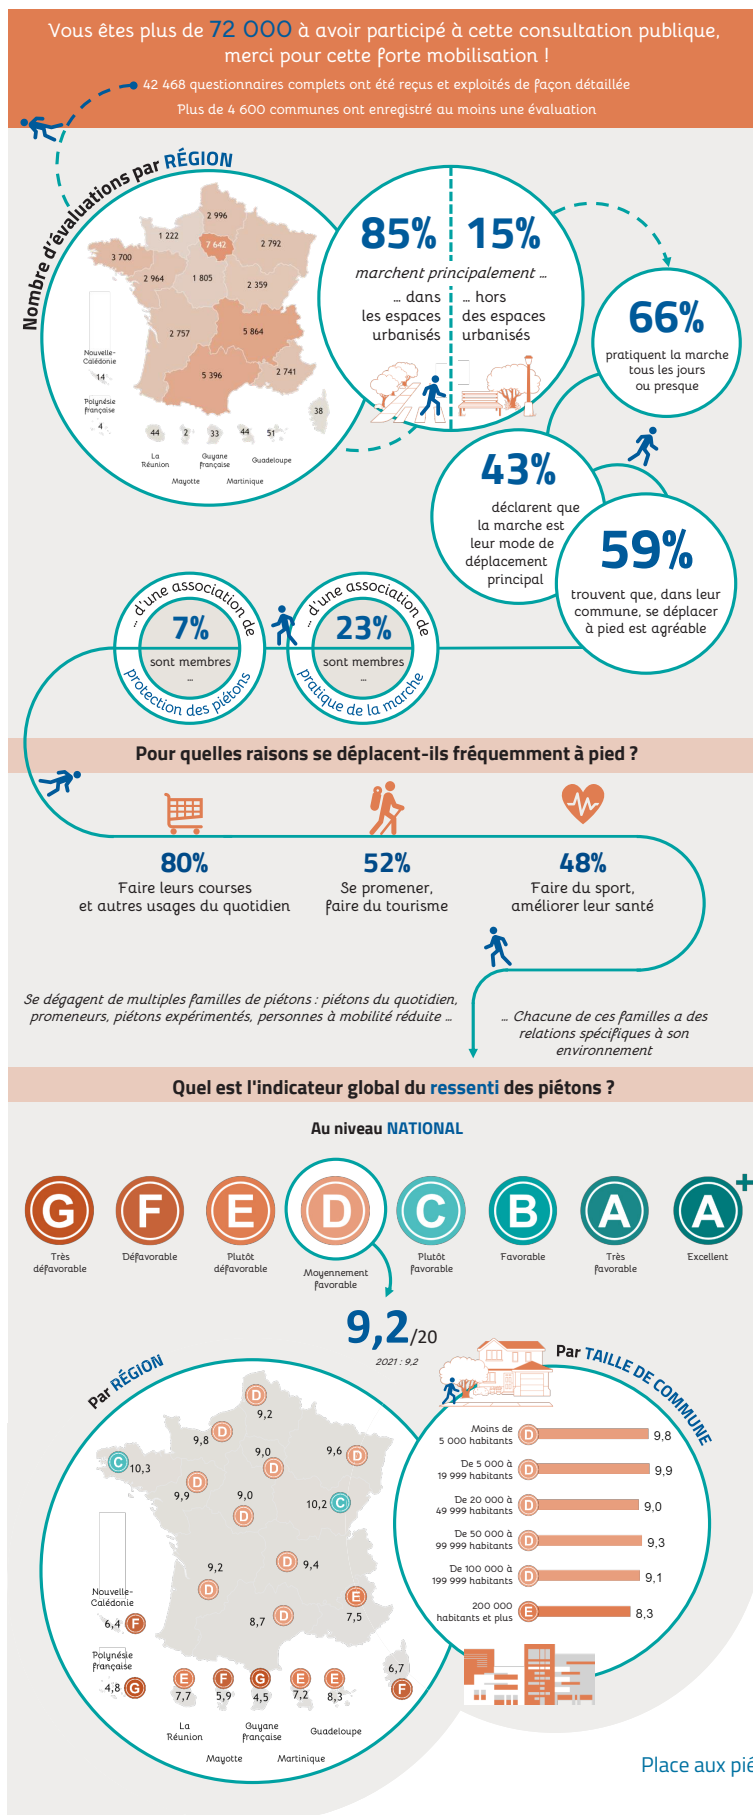 Vous êtes plus de 72 000 à avoir participé à cette consultation publique,
merci pour cette forte mobilisation !
42 468 questionnaires complets ont été reçus et exploités de façon détaillée
Plus de 4 600 communes ont enregistré au moins une évaluation
Nombre d'évaluations par RÉGION
2 996
1 222
7 642
2 792
3 700
2 964
1 805
2 359
2 757
5 864
5 396
2 741
38
Nouvelle-
Calédonie
14
Polynésie
française
4
44
2
33
44
51
La
Réunion
Mayotte
Guyane
française
Martinique
Guadeloupe
85%
15%
marchent principalement ...
... dans
les espaces
urbanisés
... hors
des espaces
urbanisés
66%
pratiquent la marche
tous les jours
ou presque
43%
déclarent que
la marche est
leur mode de
déplacement
principal
59%
trouvent que, dans leur
commune, se déplacer
à pied est agréable
7%
sont membres
...
... d'une association de
protection des piétons
23%
sont membres
...
... d'une association de
pratique de la marche
Pour quelles raisons se déplacent-ils fréquemment à pied ?
80%
Faire leurs courses
et autres usages du quotidien
52%
Se promener,
faire du tourisme
48%
Faire du sport,
améliorer leur santé
Se dégagent de multiples familles de piétons : piétons du quotidien,
promeneurs, piétons expérimentés, personnes à mobilité réduite ...
... Chacune de ces familles a des
relations spécifiques à son
environnement
Quel est l'indicateur global du ressenti des piétons ?
Au niveau NATIONAL
G
Très
défavorable
F
Défavorable
E
Plutôt
défavorable
D
Moyennement
favorable
C
Plutôt
favorable
B
Favorable
A
Très
favorable
A+
Excellent
9,2/20
2021 : 9,2
Par RÉGION
D
9,2
D
9,8
D
9,0
D
9,6
C
10,3
D
9,9
D
9,0
C
10,2
D
9,2
D
9,4
D
8,7
E
7,5
F
6,7
Nouvelle-
Calédonie
6,4 F
Polynésie
française
4,8 G
E
7,7
F
5,9
G
4,5
E
7,2
E
8,3
La
Réunion
Mayotte
Guyane
française
Martinique
Guadeloupe
Par TAILLE DE COMMUNE
Moins de
5 000 habitants
D
9,8
De 5 000 à
19 999 habitants
D
9,9
De 20 000 à
49 999 habitants
D
9,0
De 50 000 à
99 999 habitants
D
9,3
De 100 000 à
199 999 habitants
D
9,1
200 000
habitants et plus
E
8,3
Place aux pié